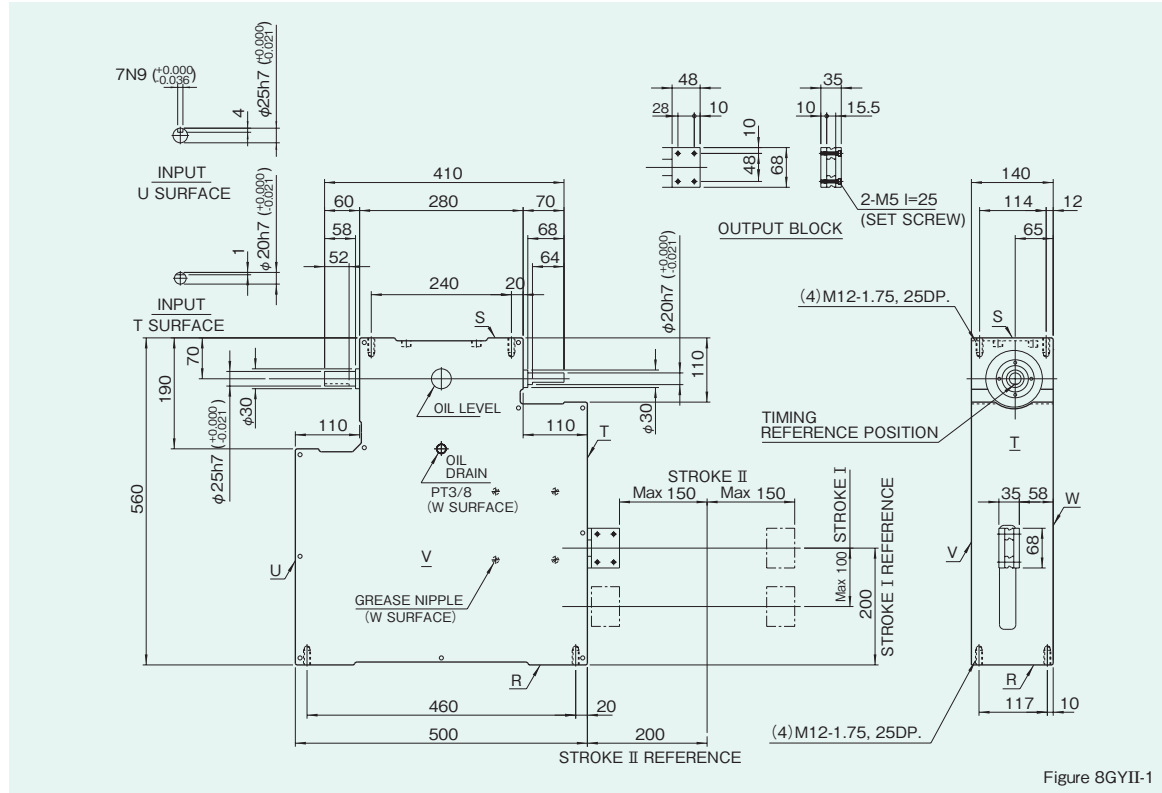 7N9 (+0.000 -0.036)
φ25h7 (+0.000 -0.021)
4
INPUT
U SURFACE
φ20h7 (+0.000 -0.021)
1
INPUT
T SURFACE
48
28
10
10
48
68
35
10
15.5
2-M5 l=25
(SET SCREW)
OUTPUT BLOCK
410
60
280
70
58
68
52
64
240
20
S
φ20h7 (+0.000 -0.021)
110
φ30
560
190
70
φ25h7 (+0.000 -0.021)
φ30
110
OIL LEVEL
110
T
OIL
DRAIN
PT3/8
(W SURFACE)
V
U
GREASE NIPPLE
(W SURFACE)
R
460
20
500
200
STROKE II REFERENCE
STROKE II
Max 150
Max 150
Max 100 STROKE I
200
STROKE I REFERENCE
140
114
12
65
(4)M12-1.75, 25DP.
S
TIMING
REFERENCE POSITION
T
35
58
W
V
68
R
117
10
(4)M12-1.75, 25DP.
Figure 8GYII-1